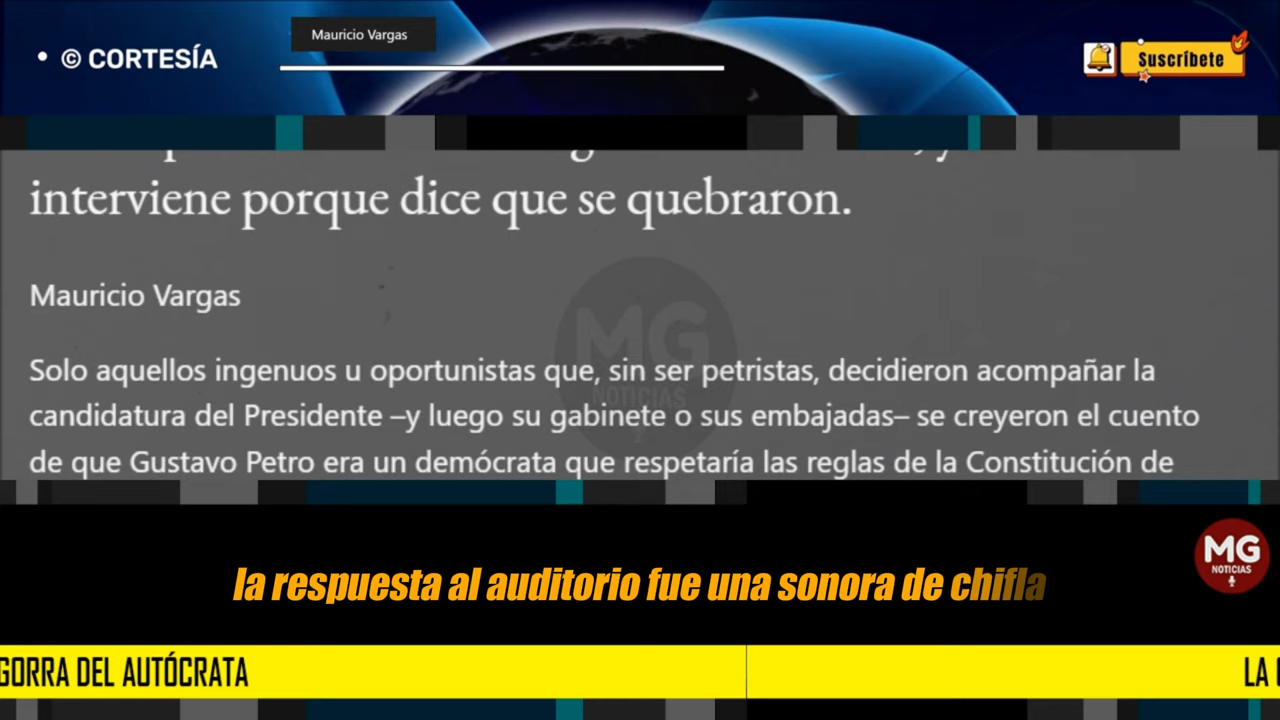 Mauricio Vargas
• © CORTESÍA
Suscríbete
interviene porque dice que se quebraron.
Mauricio Vargas
Solo aquellos ingenuos u oportunistas que, sin ser petristas, decidieron acompañar la
candidatura del Presidente –y luego su gabinete o sus embajadas– se creyeron el cuento
de que Gustavo Petro era un demócrata que respetaría las reglas de la Constitución de
MG
NOTICIAS
la respuesta al auditorio fue una sonora de chifla
MG
NOTICIAS
GORRA DEL AUTÓCRATA
LA